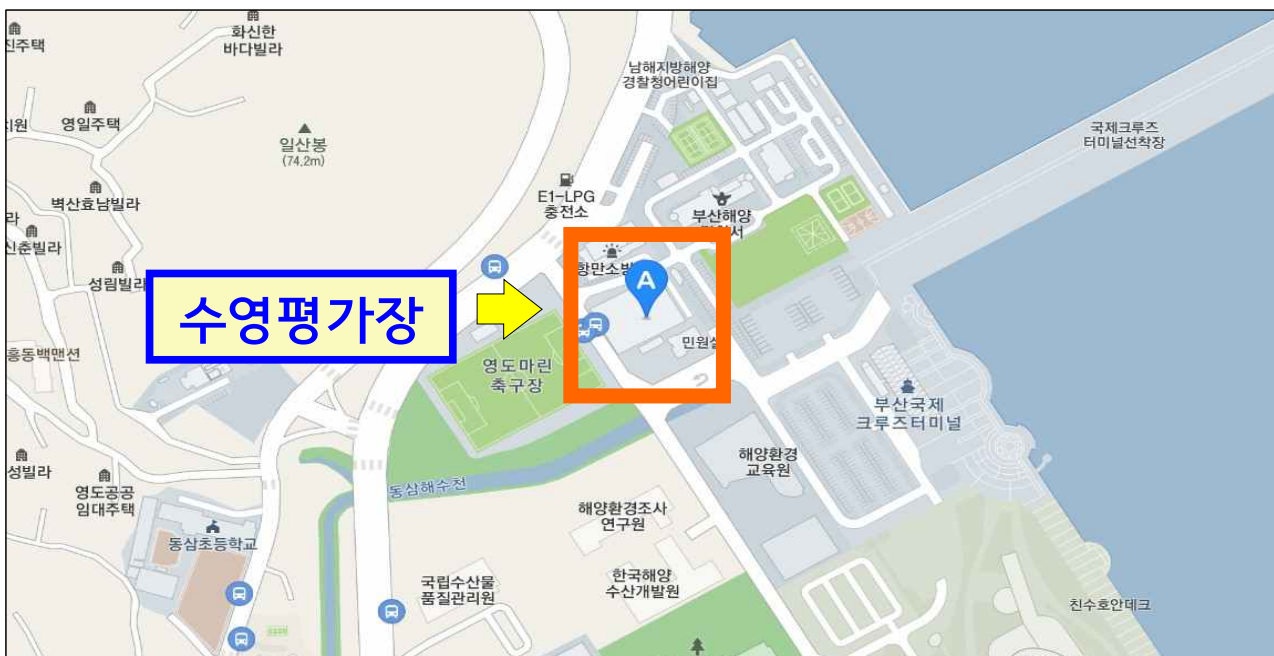 진주택
화신한
바다빌라
남해지방해양
경찰청어린이집
영일주택
일산봉
(74.2m)
국제크루즈
터미널선착장
E1-LPG
충전소
벽산효남빌라
부산해양
신춘빌라
항만소방
성림빌라
A
수영평가장
민원실
홍동백맨션
영도마린
축구장
부산국제
크루즈터미널
해양환경
교육원
성빌라
영도공공
임대주택
동삼해수천
해양환경조사
연구원
동삼초등학교
국립수산물
품질관리원
한국해양
수산개발원
친수호안데크